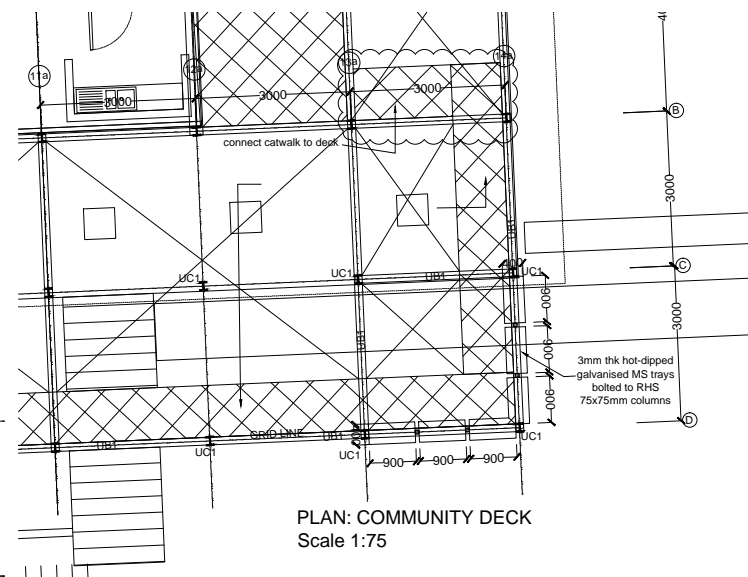 40
11a
12a
13a
14a
3000
3000
3000
B
connect catwalk to deck
3000
UB1
UC1
UC1
UB1
400
UC1
C
900
UB1
900
3000
3mm thk hot-dipped
galvanised MS trays
bolted to RHS
75x75mm columns
900
D
UB1
UC1
GRID LINE
UB1
UC1
UC1
900
900
900
PLAN: COMMUNITY DECK
Scale 1:75